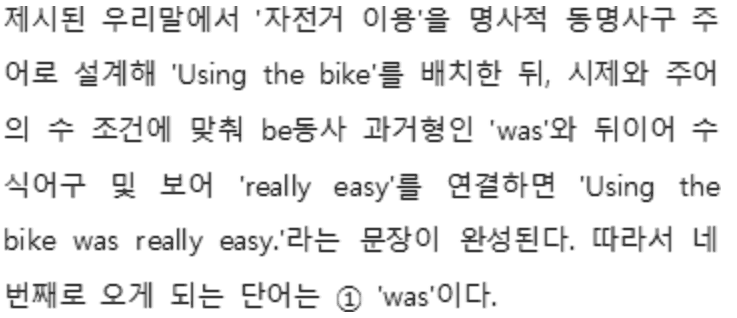 제시된 우리말에서 '자전거 이용'을 명사적 동명사구 주
어로 설계해 'Using the bike'를 배치한 뒤, 시제와 주어
의 수 조건에 맞춰 be동사 과거형인 'was'와 뒤이어 수
식어구 및 보어 'really easy'를 연결하면 'Using the
bike was really easy.'라는 문장이 완성된다. 따라서 네
번째로 오게 되는 단어는 ① 'was'이다.